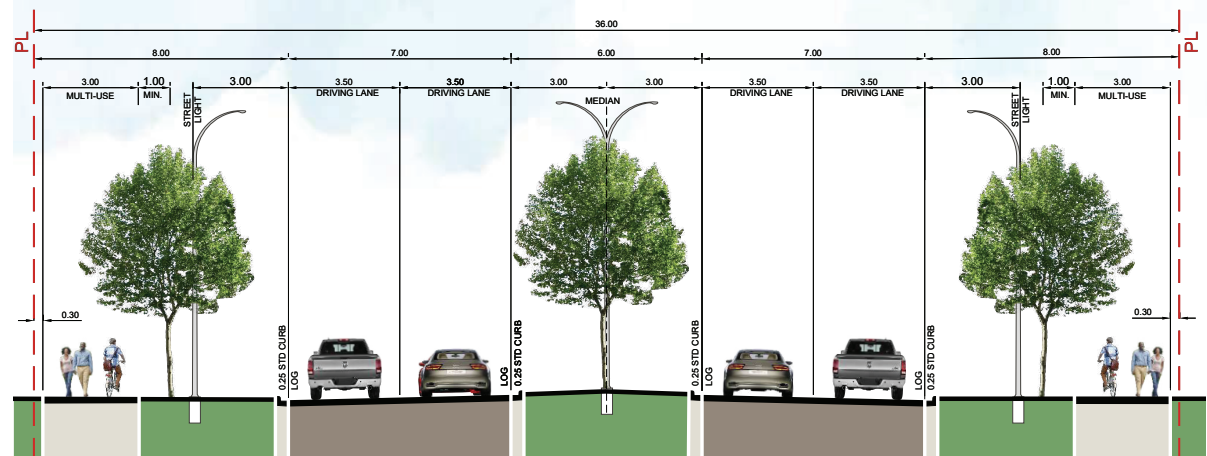 36.00
PL
PL
8.00
7.00
6.00
7.00
8.00
3.00
1.00
3.00
3.50
3.50
3.00
3.00
3.50
3.50
3.00
1.00
3.00
MULTI-USE
MIN.
DRIVING LANE
DRIVING LANE
DRIVING LANE
DRIVING LANE
MIN.
MULTI-USE
STREET
LIGHT
MEDIAN
STREET
LIGHT
0.30
0.30
0.25 STD CURB
LOG
LOG
0.25 STD CURB
0.25 STD CURB
LOG
LOG
0.25 STD CURB